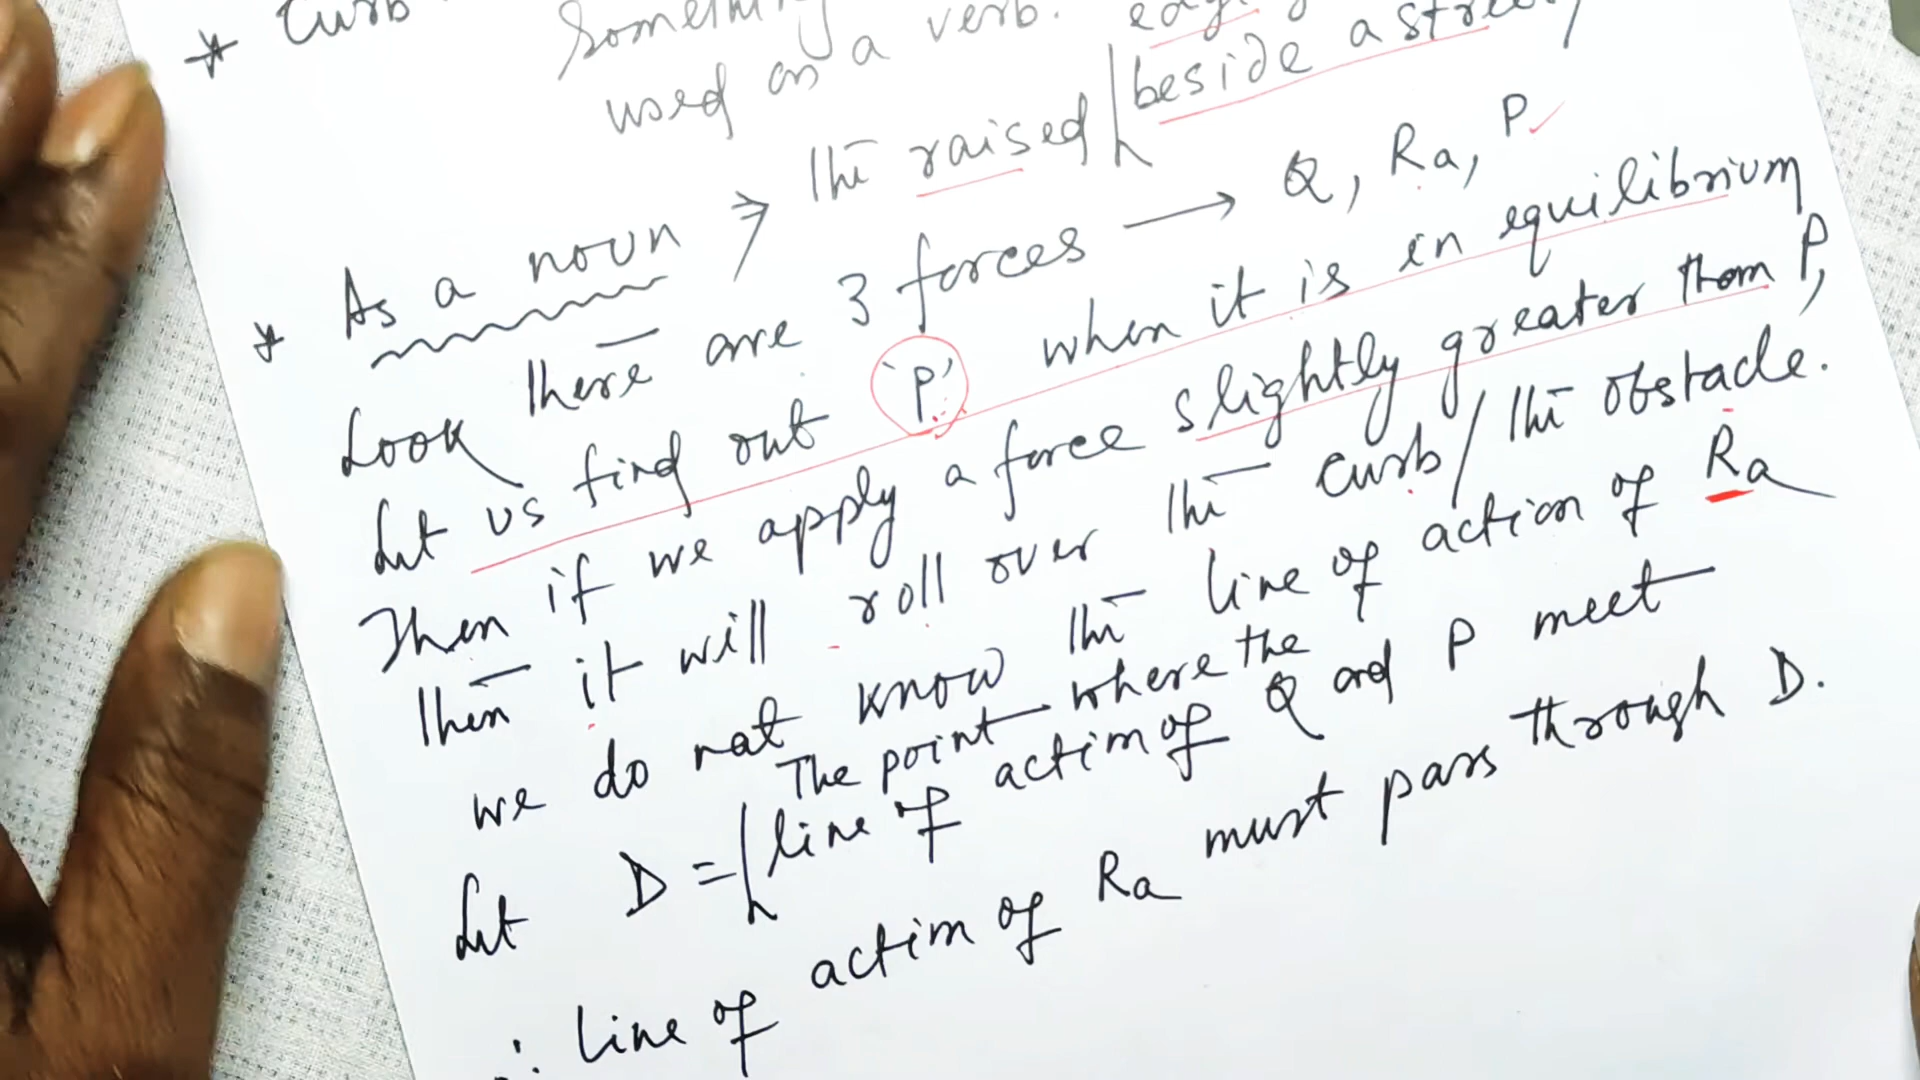 * Curb
Something
used as a verb.
As a noun => The raised beside a street
* Look There are 3 forces → Q, Ra, P
Let us find out 'P' when it is in equilibrium
Then if we apply a force slightly greater than P,
Then it will roll over The curb / The obstacle.
we do not know The line of action of Ra
Let D = The point where the
line of action of Q and P meet
∴ line of action of Ra must pass through D.